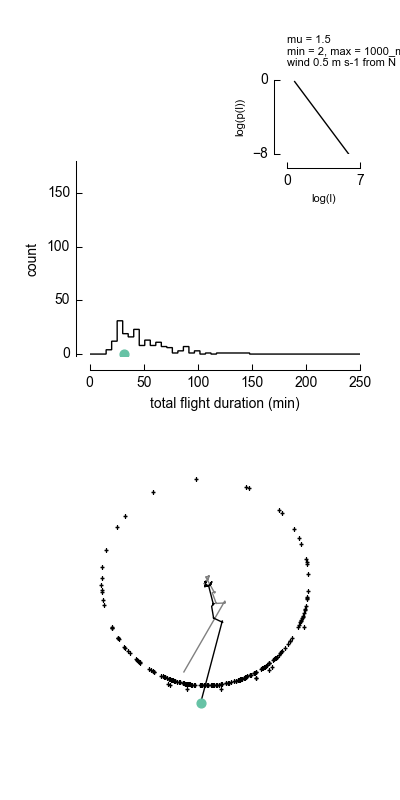 mu = 1.5
min = 2, max = 1000_m
wind 0.5 m s-1 from N
0
log(p(l))
−8
0 7
log(l)
150
100
count
50
0
0 50 100 150 200 250
total flight duration (min)